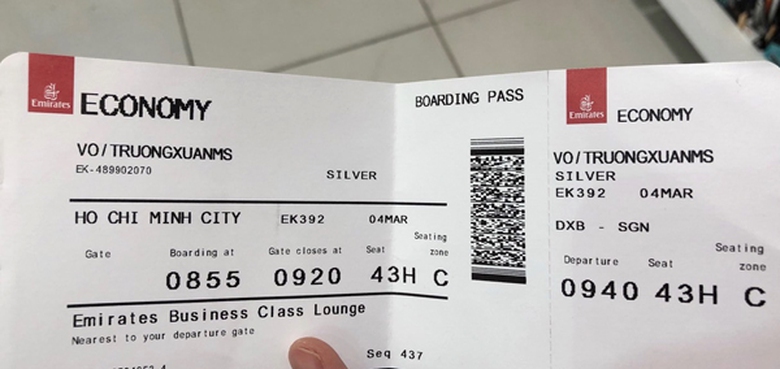 Emirates
ECONOMY
BOARDING PASS
VO/TRUONGXUANMS
EK-489902070
SILVER
HO CHI MINH CITY EK392 04MAR
Gate Boarding at Gate closes at Seat Seating zone
0855 0920 43H C
Emirates Business Class Lounge
Nearest to your departure gate
Seq 437
Emirates
ECONOMY
VO/TRUONGXUANMS
SILVER
EK392 04MAR
DXB - SGN
Departure Seat Seating zone
0940 43H C